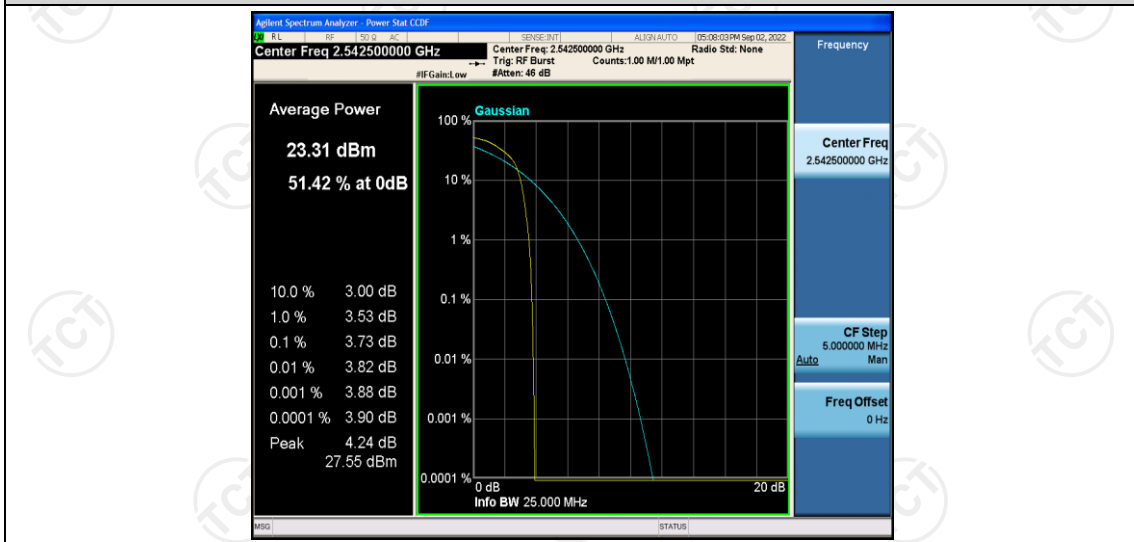 Agilent Spectrum Analyzer - Power Stat CCDF
LXI RL RF 50 Ω AC SENSE:INT ALIGN AUTO 05:08:03 PM Sep 02, 2022
Center Freq 2.542500000 GHz
Center Freq: 2.542500000 GHz Radio Std: None
Trig: RF Burst Counts:1.00 M/1.00 Mpt
#IFGain:Low #Atten: 46 dB
Frequency
Average Power
23.31 dBm
51.42 % at 0dB
10.0 % 3.00 dB
1.0 % 3.53 dB
0.1 % 3.73 dB
0.01 % 3.82 dB
0.001 % 3.88 dB
0.0001 % 3.90 dB
Peak 4.24 dB
27.55 dBm
Gaussian
100 %
10 %
1 %
0.1 %
0.01 %
0.001 %
0.0001 %
0 dB 20 dB
Info BW 25.000 MHz
Center Freq
2.542500000 GHz
CF Step
5.000000 MHz
Auto Man
Freq Offset
0 Hz
MSG STATUS
TCT
TCT
TCT
TCT
TCT
TCT